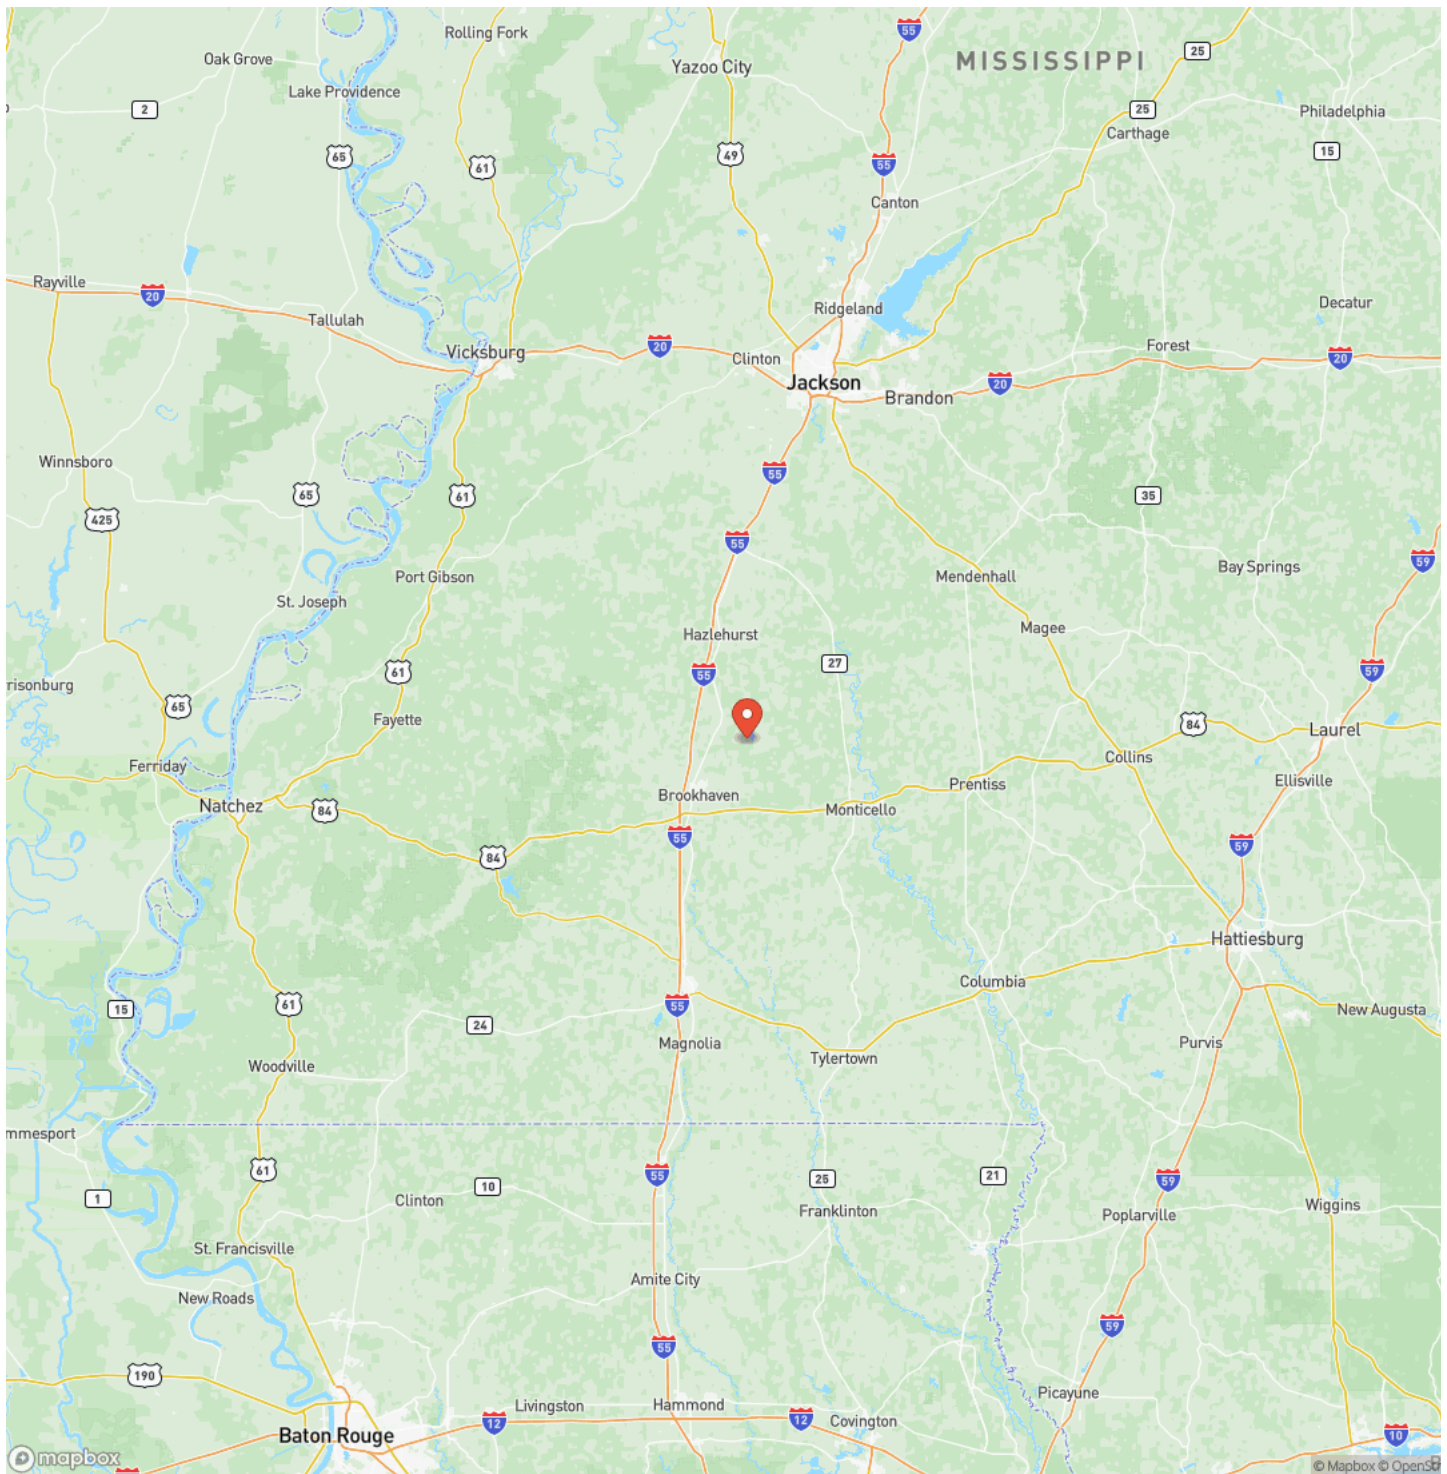 55
Rolling Fork
MISSISSIPPI
25
Oak Grove
Yazoo City
Lake Providence
2
25
Philadelphia
Carthage
65
61
49
15
55
Canton
Rayville
20
Ridgeland
Decatur
Tallulah
Vicksburg
20
Clinton
Forest
20
Jackson
20
Brandon
Winnsboro
55
65
61
35
425
55
59
Port Gibson
Mendenhall
Bay Springs
St. Joseph
Magee
Hazlehurst
27
61
55
59
rrisonburg
65
Fayette
84
Laurel
Ferriday
Collins
Prentiss
Ellisville
Natchez
84
Brookhaven
Monticello
55
59
84
Hattiesburg
Columbia
15
61
55
New Augusta
24
Magnolia
Purvis
Woodville
Tylertown
mmesport
61
55
25
21
59
1
10
Clinton
Franklinton
Poplarville
Wiggins
St. Francisville
Amite City
New Roads
59
55
190
Picayune
Livingston
Hammond
12
12
Covington
Baton Rouge
10
mapbox
© Mapbox © OpenStr